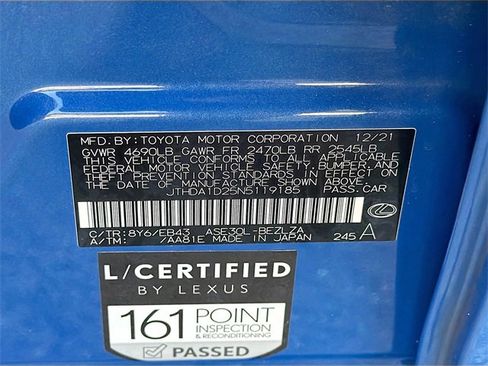 MFD. BY: TOYOTA MOTOR CORPORATION 12/21
GVWR 4690LB GAWR FR 2470LB RR 2545LB
THIS VEHICLE CONFORMS TO ALL APPLICABLE
FEDERAL MOTOR VEHICLE SAFETY, BUMPER, AND
THEFT PREVENTION STANDARDS IN EFFECT ON
THE DATE OF MANUFACTURE SHOWN ABOVE.
JTHDA1D25N5119185 PASS.CAR
C/TR: 8Y6/EB43 ASE30L-BEZLZA
A/TM: /AA81E MADE IN JAPAN 245 A
L/CERTIFIED
BY LEXUS
161 POINT
INSPECTION
& RECONDITIONING
PASSED